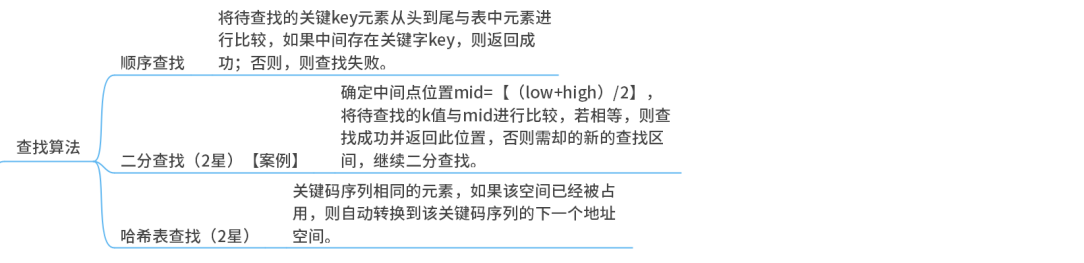 将待查找的关键key元素从头到尾与表中元素进
行比较，如果中间存在关键字key，则返回成
顺序查找 功；否则，则查找失败。
确定中间点位置mid=【（low+high）/2】，
将待查找的k值与mid进行比较，若相等，则查
找成功并返回此位置，否则需却的新的查找区
二分查找（2星）【案例】 间，继续二分查找。
查找算法
关键码序列相同的元素，如果该空间已经被占
用，则自动转换到该关键码序列的下一个地址
哈希表查找（2星） 空间。